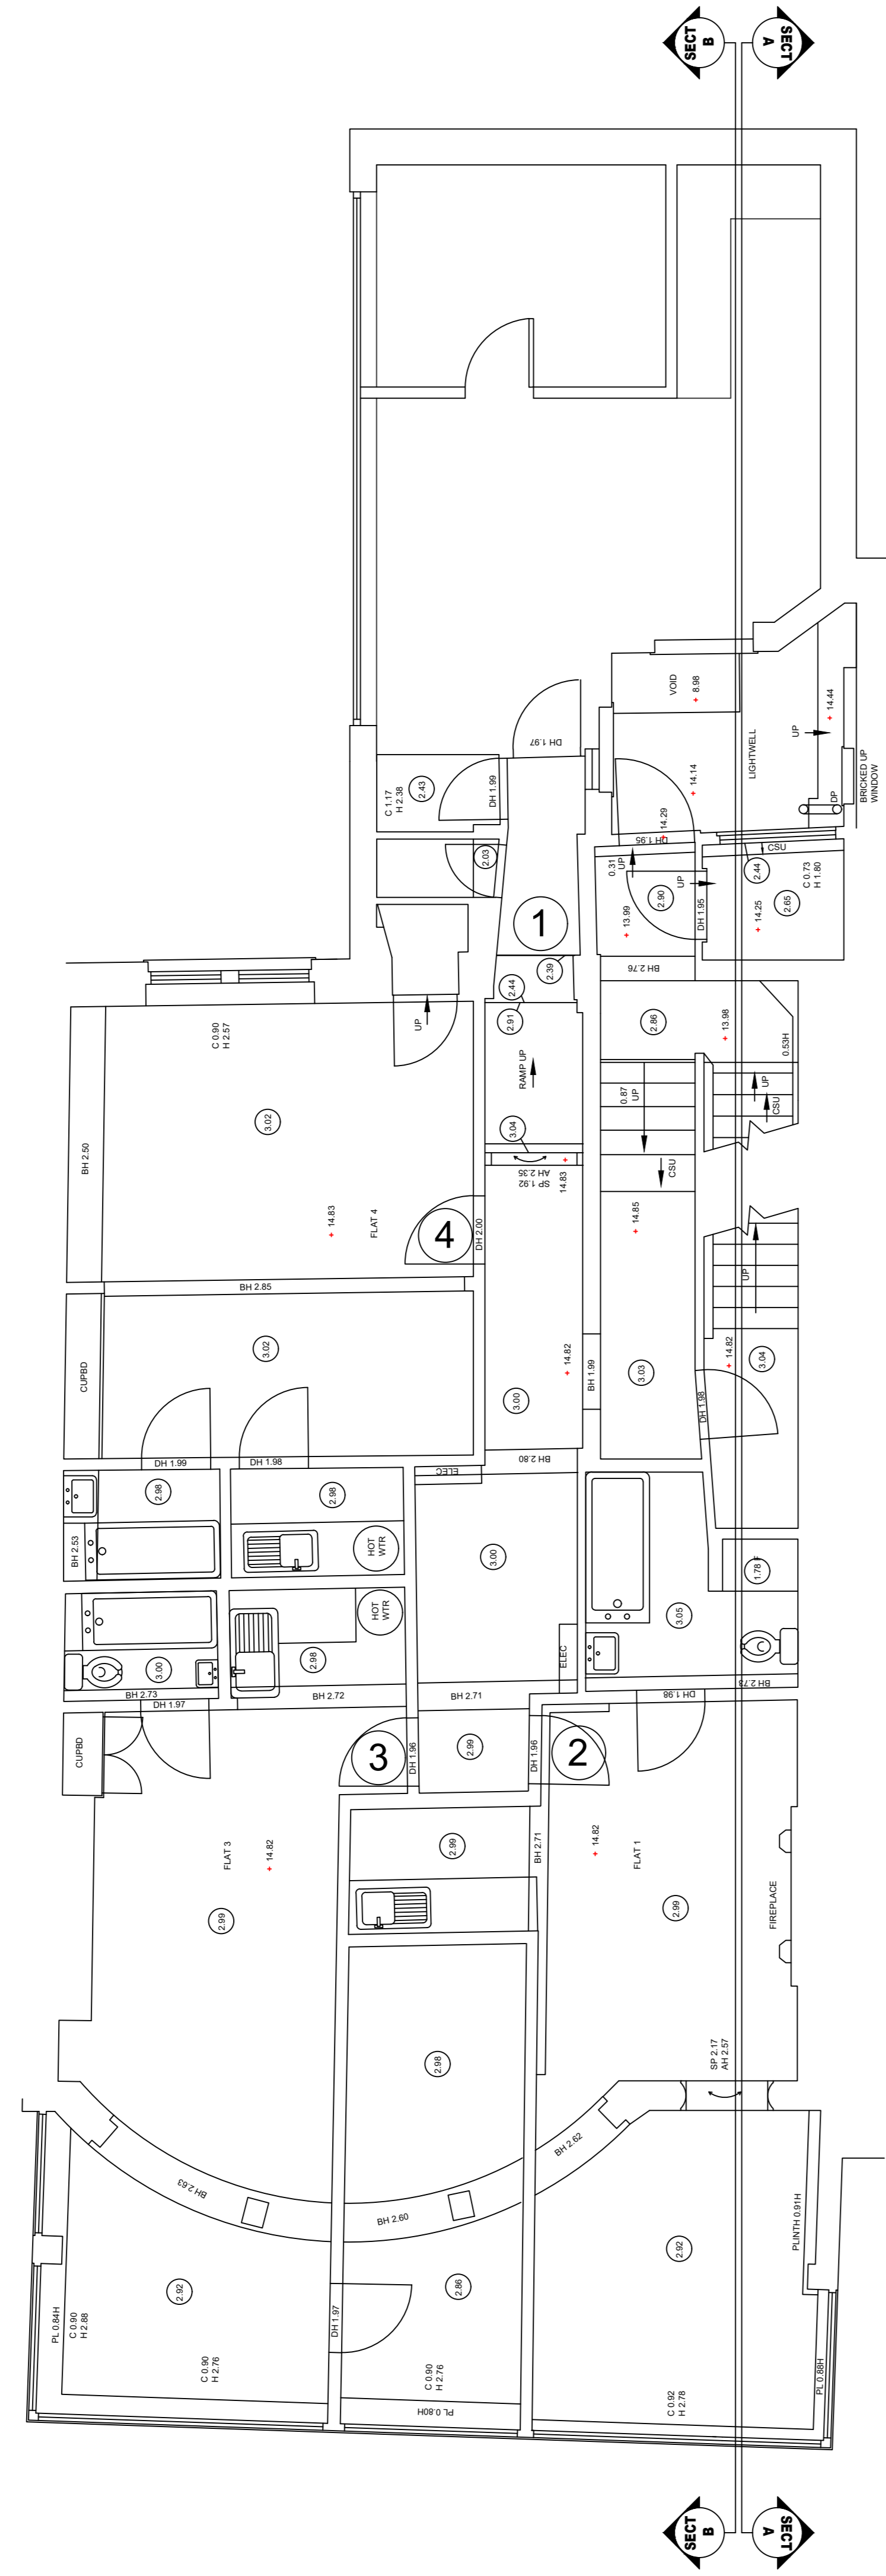 SECT
B
SECT
A
DH 1.97
VOID
+ 8.98
+ 14.44
UP
LIGHTWELL
BRICKED UP
WINDOW
DP
C 1.17
H 2.38
2.43
DH 1.99
+ 14.14
+ 14.29
DH 1.95
2.03
0.31
UP
2.90
UP
DH 1.95
CSU
2.44
2.65
C 0.73
H 1.80
+ 14.25
+ 13.99
1
2.39
2.44
2.91
BH 2.76
2.86
+ 13.98
0.53H
UP
C 0.90
H 2.57
RAMP UP
0.87
UP
UP
CSU
3.02
BH 2.50
3.04
SP 1.92
AH 2.35
14.83 +
CSU
+ 14.83
FLAT 4
4
DH 2.00
+ 14.85
UP
BH 2.85
3.02
CUPBD
+ 14.82
3.00
BH 1.99
3.03
+ 14.82
3.04
DH 1.98
DH 1.99
DH 1.98
BH 2.80
ELEC
2.98
2.98
BH 2.53
HOT
WTR
3.00
1.78
HOT
WTR
3.05
3.00
2.98
ELEC
BH 2.73
BH 2.72
BH 2.71
BH 2.73
DH 1.97
DH 1.98
CUPBD
3
DH 1.96
2.99
DH 1.96
2
FLAT 3
+ 14.82
2.99
BH 2.71
+ 14.82
FLAT 1
2.99
2.99
FIREPLACE
2.98
SP 2.17
AH 2.57
BH 2.63
BH 2.60
BH 2.62
2.92
2.86
2.92
PLINTH 0.91H
PL 0.84H
C 0.90
H 2.88
DH 1.97
C 0.90
H 2.76
C 0.90
H 2.76
PL 0.80H
C 0.92
H 2.78
PL 0.88H
SECT
B
SECT
A